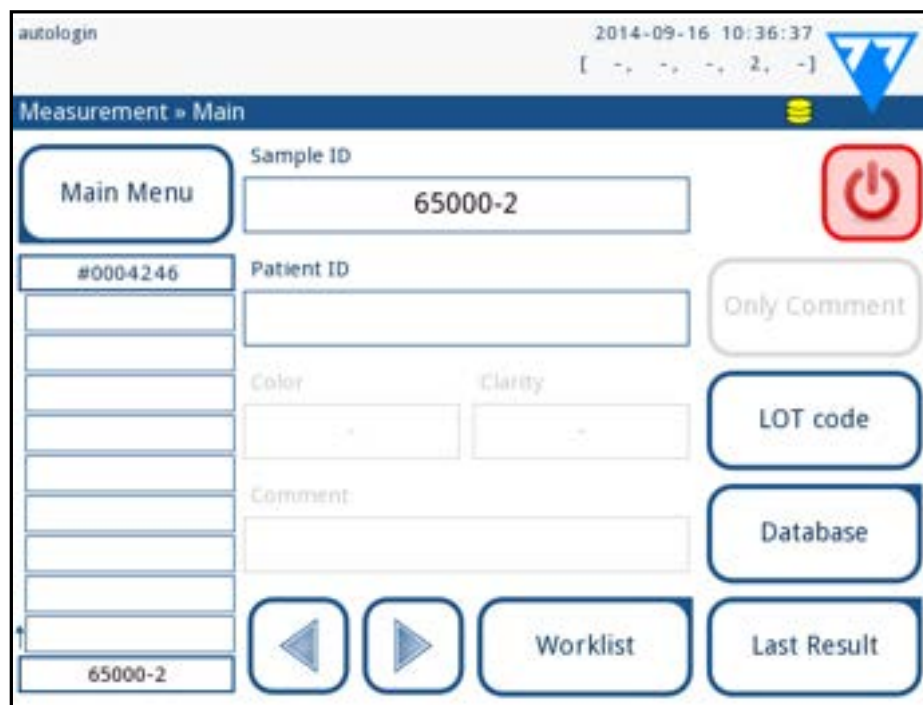 autologin
2014-09-16 10:36:37
[ -, -, -, 2, -]
Measurement » Main
Main Menu
Sample ID
65000-2
#0004246
Patient ID
Only Comment
Color
Clarity
-
-
LOT code
Comment
Database
Worklist
Last Result
65000-2